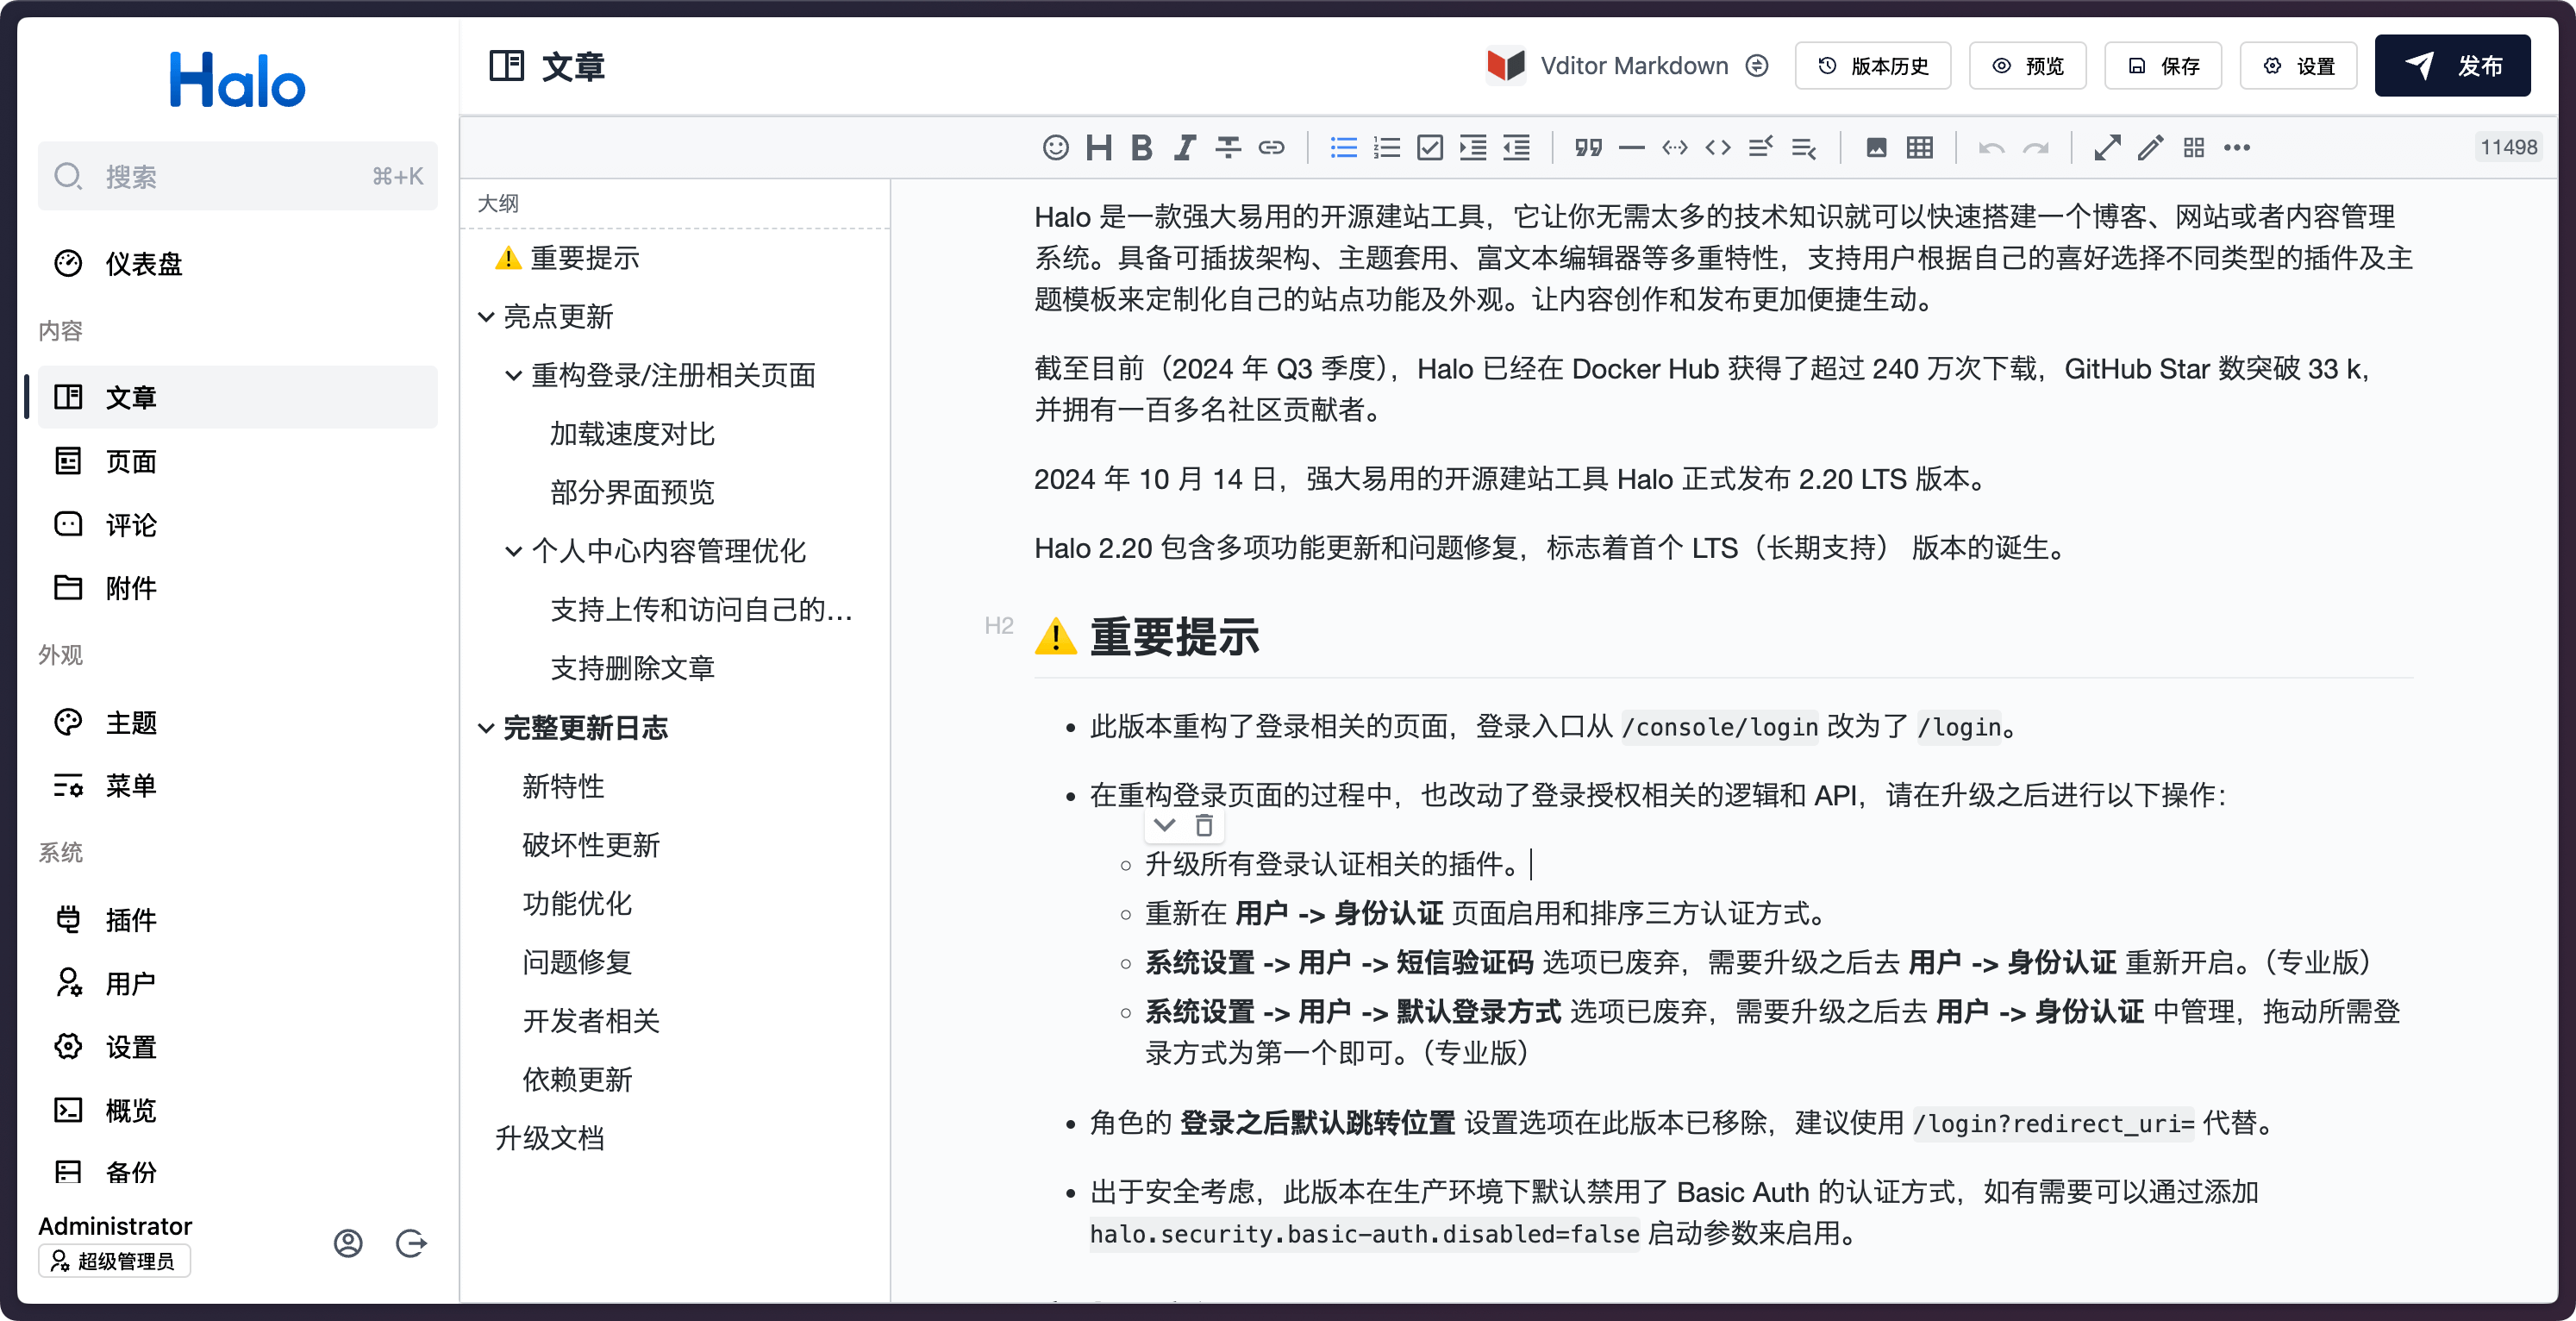 Halo
搜索 ⌘+K
仪表盘
内容
文章
页面
评论
附件
外观
主题
菜单
系统
插件
用户
设置
概览
备份
Administrator
超级管理员
文章
Vditor Markdown
版本历史
预览
保存
设置
发布
11498
大纲
⚠️ 重要提示
亮点更新
重构登录/注册相关页面
加载速度对比
部分界面预览
个人中心内容管理优化
支持上传和访问自己的...
支持删除文章
完整更新日志
新特性
破坏性更新
功能优化
问题修复
开发者相关
依赖更新
升级文档
Halo 是一款强大易用的开源建站工具，它让你无需太多的技术知识就可以快速搭建一个博客、网站或者内容管理
系统。具备可插拔架构、主题套用、富文本编辑器等多重特性，支持用户根据自己的喜好选择不同类型的插件及主
题模板来定制化自己的站点功能及外观。让内容创作和发布更加便捷生动。
截至目前（2024 年 Q3 季度），Halo 已经在 Docker Hub 获得了超过 240 万次下载，GitHub Star 数突破 33 k，
并拥有一百多名社区贡献者。
2024 年 10 月 14 日，强大易用的开源建站工具 Halo 正式发布 2.20 LTS 版本。
Halo 2.20 包含多项功能更新和问题修复，标志着首个 LTS（长期支持） 版本的诞生。
H2 ⚠️ 重要提示
• 此版本重构了登录相关的页面，登录入口从 /console/login 改为了 /login。
• 在重构登录页面的过程中，也改动了登录授权相关的逻辑和 API，请在升级之后进行以下操作：
◦ 升级所有登录认证相关的插件。
◦ 重新在 用户 -> 身份认证 页面启用和排序三方认证方式。
◦ 系统设置 -> 用户 -> 短信验证码 选项已废弃，需要升级之后去 用户 -> 身份认证 重新开启。（专业版）
◦ 系统设置 -> 用户 -> 默认登录方式 选项已废弃，需要升级之后去 用户 -> 身份认证 中管理，拖动所需登
录方式为第一个即可。（专业版）
• 角色的 登录之后默认跳转位置 设置选项在此版本已移除，建议使用 /login?redirect_uri= 代替。
• 出于安全考虑，此版本在生产环境下默认禁用了 Basic Auth 的认证方式，如有需要可以通过添加
halo.security.basic-auth.disabled=false 启动参数来启用。